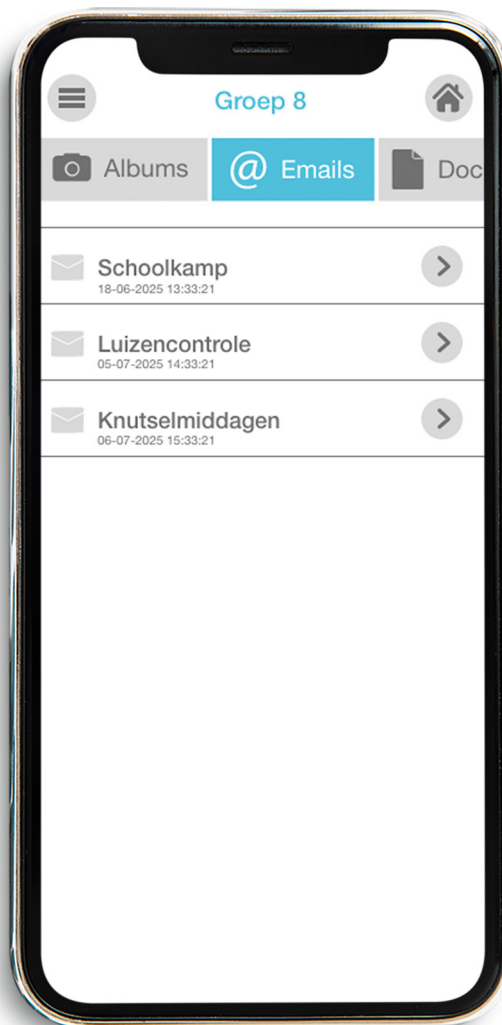 Groep 8
Albums
@ Emails
Doc
Schoolkamp
18-06-2025 13:33:21
Luizencontrole
05-07-2025 14:33:21
Knutselmiddagen
06-07-2025 15:33:21